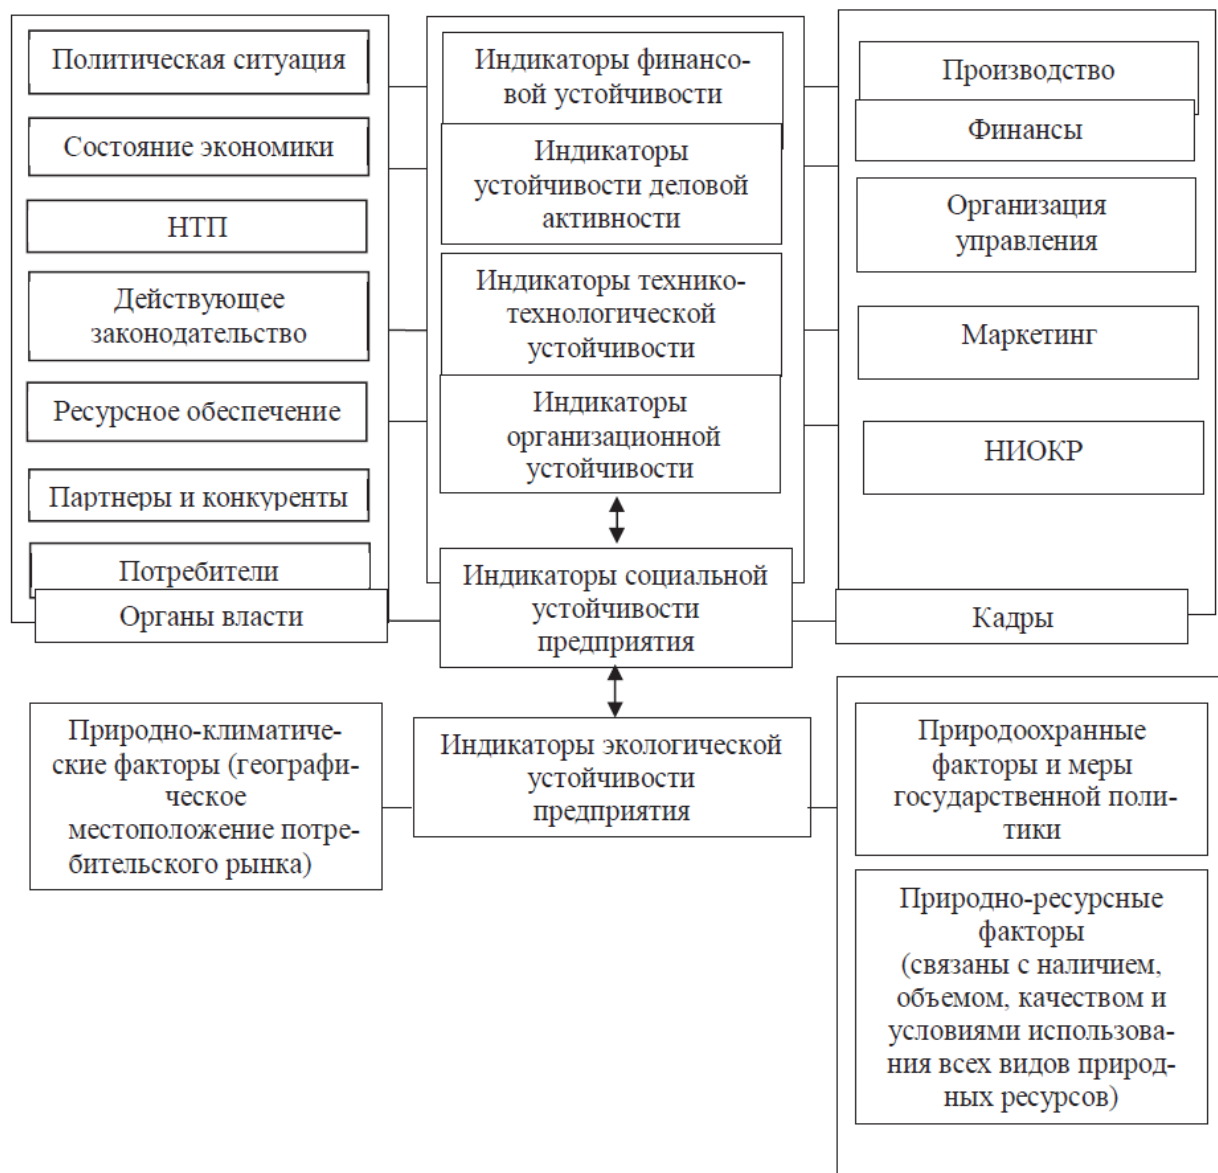 Политическая ситуация
Состояние экономики
НТП
Действующее
законодательство
Ресурсное обеспечение
Партнеры и конкуренты
Потребители
Органы власти
Индикаторы финансо-
вой устойчивости
Индикаторы
устойчивости деловой
активности
Индикаторы технико-
технологической
устойчивости
Индикаторы
организационной
устойчивости
Индикаторы социальной
устойчивости
предприятия
Производство
Финансы
Организация
управления
Маркетинг
НИОКР
Кадры
Природно-климатиче-
ские факторы (географи-
ческое
местоположение потре-
бительского рынка)
Индикаторы экологической
устойчивости
предприятия
Природоохранные
факторы и меры
государственной поли-
тики
Природно-ресурсные
факторы
(связаны с наличием,
объемом, качеством и
условиями использова-
ния всех видов природ-
ных ресурсов)